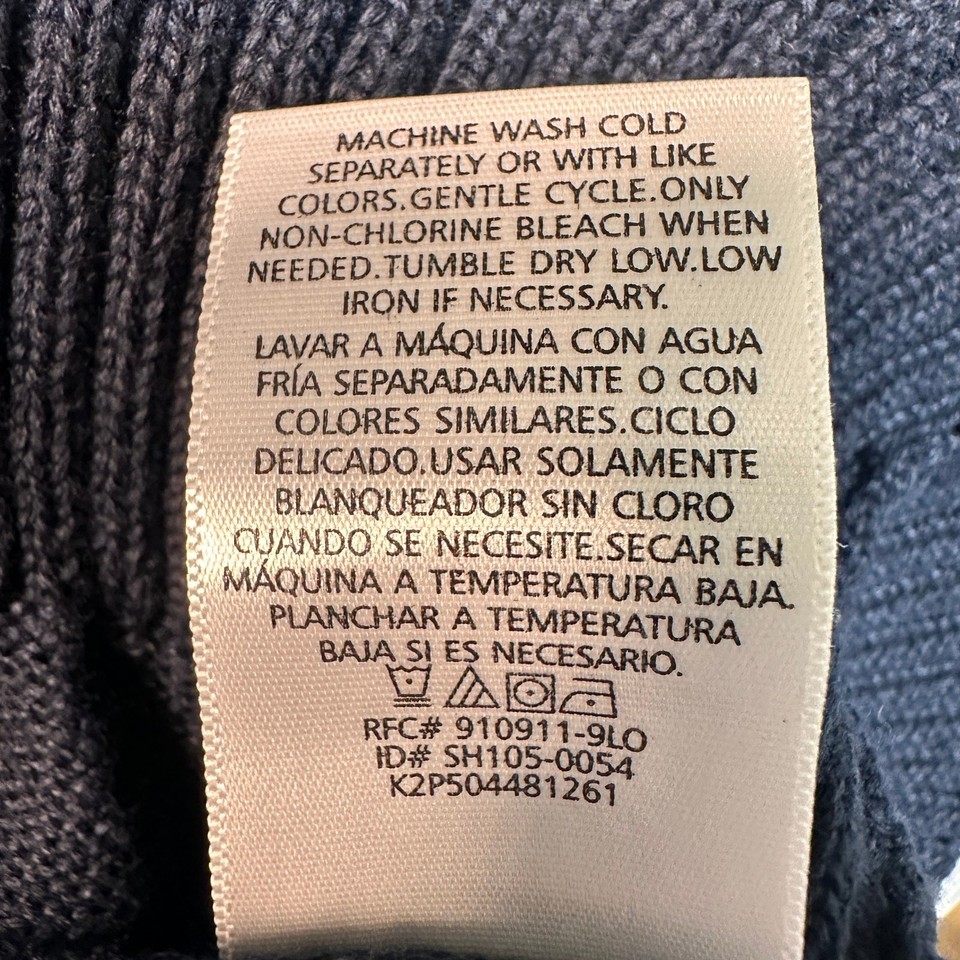 MACHINE WASH COLD
SEPARATELY OR WITH LIKE
COLORS.GENTLE CYCLE.ONLY
NON-CHLORINE BLEACH WHEN
NEEDED.TUMBLE DRY LOW.LOW
IRON IF NECESSARY.
LAVAR A MÁQUINA CON AGUA
FRÍA SEPARADAMENTE O CON
COLORES SIMILARES.CICLO
DELICADO.USAR SOLAMENTE
BLANQUEADOR SIN CLORO
CUANDO SE NECESITE.SECAR EN
MÁQUINA A TEMPERATURA BAJA.
PLANCHAR A TEMPERATURA
BAJA SI ES NECESARIO.
RFC# 910911-9LO
ID# SH105-0054
K2P504481261